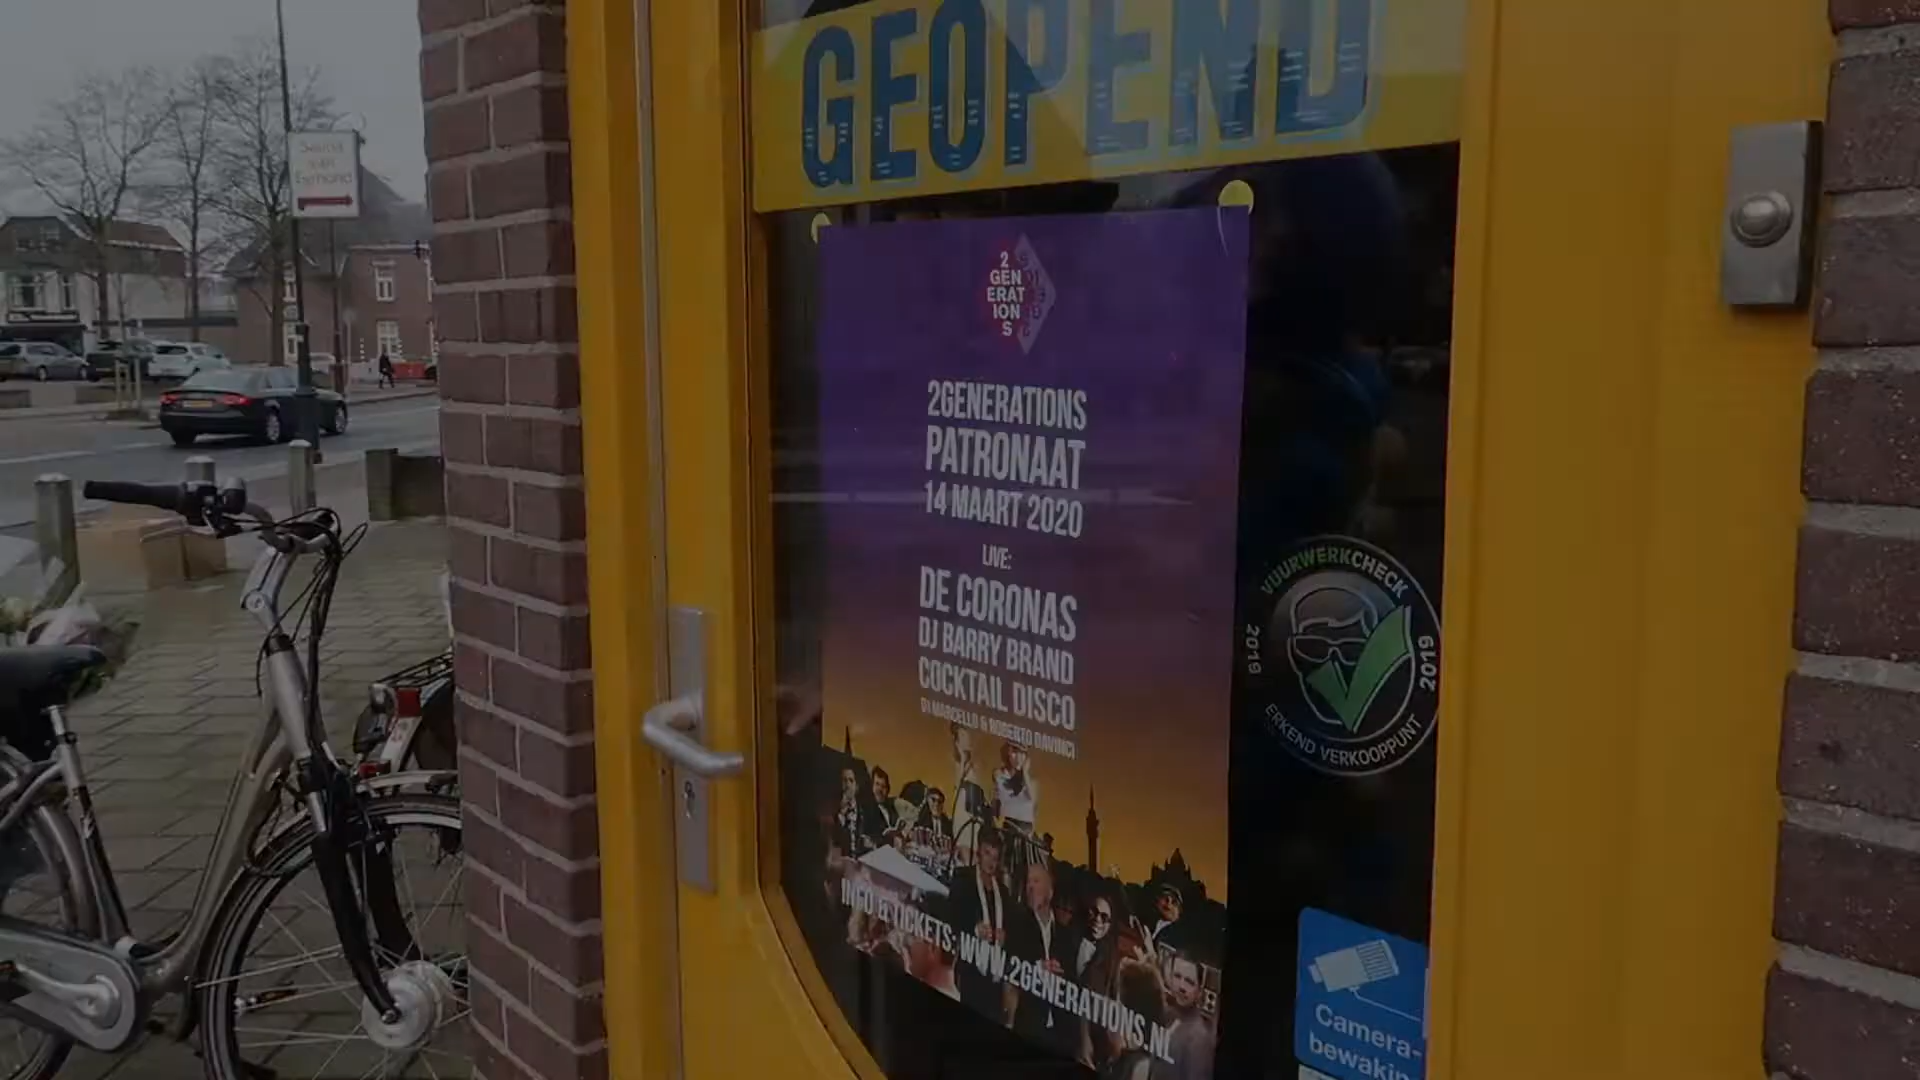 GEOPEND
2
GEN
ERAT
ION
S
2GENERATIONS
PATRONAAT
14 MAART 2020
LIVE:
DE CORONAS
DJ BARRY BRAND
COCKTAIL DISCO
DJ MARCELLO & ROBERTO DAVINCI
INFO & TICKETS: WWW.2GENERATIONS.NL
VUURWERKCHECK
2019 2019
ERKEND VERKOOPPUNT
Camera-
bewakin